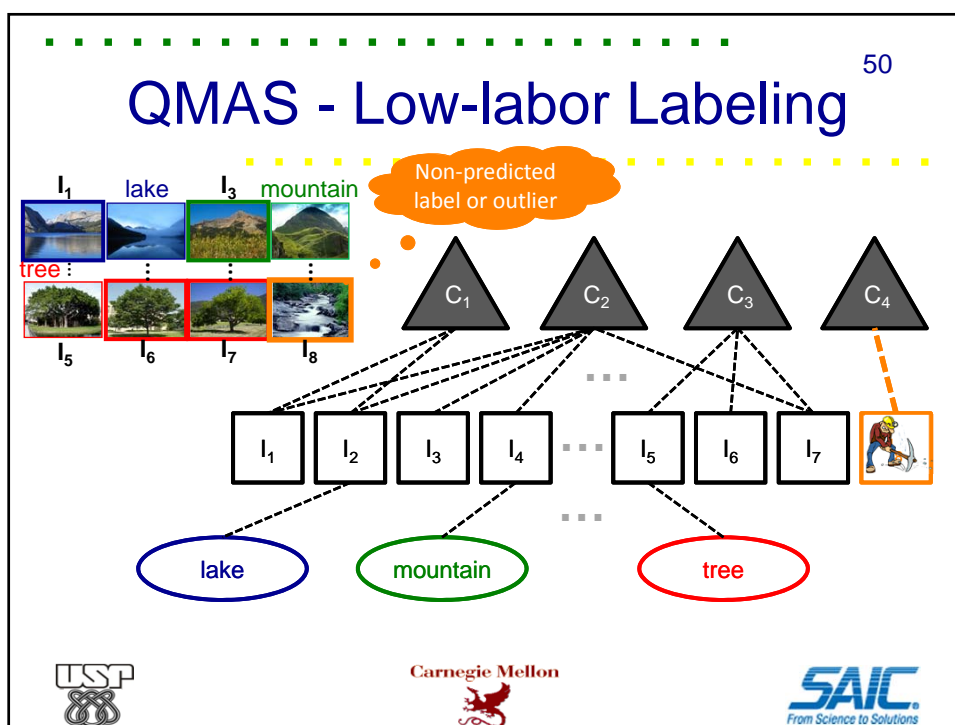 50
QMAS - Low-labor Labeling
Non-predicted
label or outlier
I1 lake I3 mountain
tree
I5 I6 I7 I8
C1 C2 C3 C4
I1 I2 I3 I4 I5 I6 I7
lake mountain tree
USP
Carnegie Mellon
SAIC
From Science to Solutions